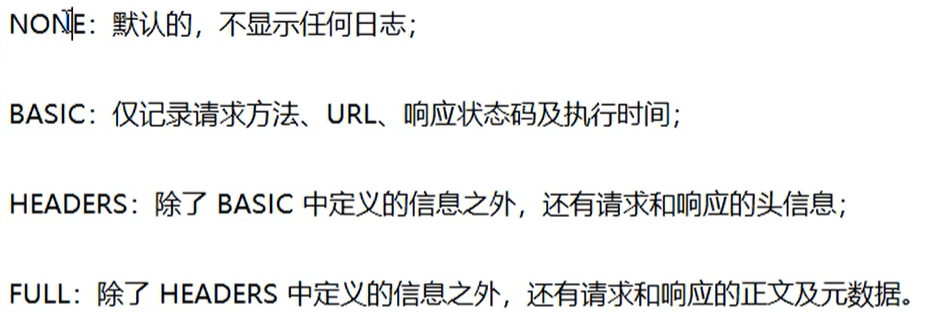 NONE：默认的，不显示任何日志；
BASIC：仅记录请求方法、URL、响应状态码及执行时间；
HEADERS：除了 BASIC 中定义的信息之外，还有请求和响应的头信息；
FULL：除了 HEADERS 中定义的信息之外，还有请求和响应的正文及元数据。